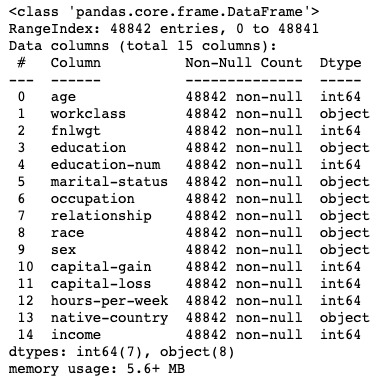 <class 'pandas.core.frame.DataFrame'>
RangeIndex: 48842 entries, 0 to 48841
Data columns (total 15 columns):
 #   Column          Non-Null Count  Dtype
---  ------          --------------  -----
 0   age             48842 non-null  int64
 1   workclass       48842 non-null  object
 2   fnlwgt          48842 non-null  int64
 3   education       48842 non-null  object
 4   education-num   48842 non-null  int64
 5   marital-status  48842 non-null  object
 6   occupation      48842 non-null  object
 7   relationship    48842 non-null  object
 8   race            48842 non-null  object
 9   sex             48842 non-null  object
 10  capital-gain    48842 non-null  int64
 11  capital-loss    48842 non-null  int64
 12  hours-per-week  48842 non-null  int64
 13  native-country  48842 non-null  object
 14  income          48842 non-null  int64
dtypes: int64(7), object(8)
memory usage: 5.6+ MB